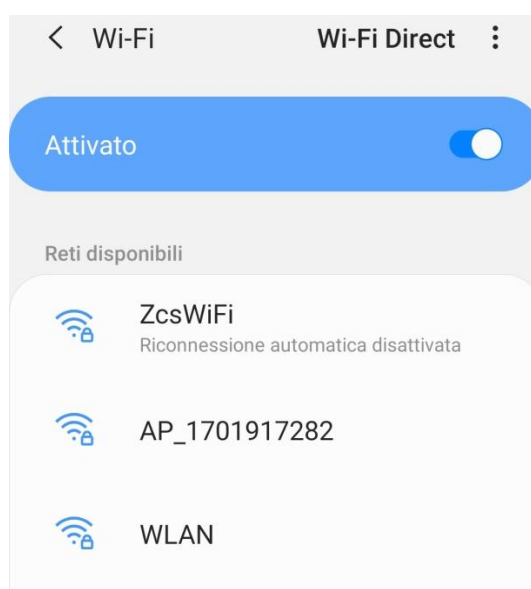 Wi-Fi Wi-Fi Direct
Attivato
Reti disponibili
ZcsWiFi
Riconnessione automatica disattivata
AP_1701917282
WLAN